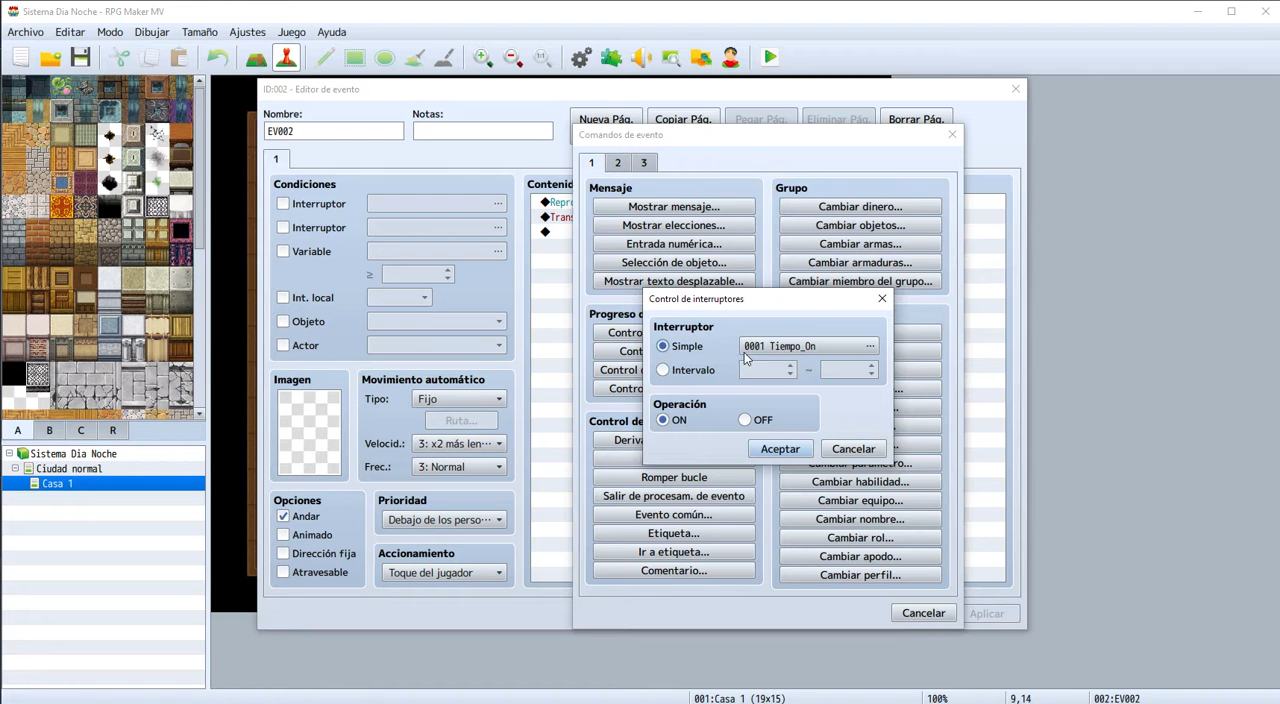 Sistema Dia Noche - RPG Maker MV
Archivo Editar Modo Dibujar Tamaño Ajustes Juego Ayuda
ID:002 - Editor de evento
Nombre: Notas:
EV002
Nueva Pág. Copiar Pág. Pegar Pág. Eliminar Pág. Borrar Pág.
Comandos de evento
1
1 2 3
Condiciones
Interruptor ...
Interruptor ...
Variable ...
≥
Int. local
Objeto
Actor
Imagen
Movimiento automático
Tipo: Fijo
Ruta...
Velocid.: 3: x2 más len...
Frec.: 3: Normal
Opciones
Andar
Animado
Dirección fija
Atravesable
Prioridad
Debajo de los perso...
Accionamiento
Toque del jugador
◆Repro
◆Trans
◆
Mensaje
Mostrar mensaje...
Mostrar elecciones...
Entrada numérica...
Selección de objeto...
Mostrar texto desplazable...
Grupo
Cambiar dinero...
Cambiar objetos...
Cambiar armas...
Cambiar armaduras...
Cambiar miembro del grupo...
Control de interruptores
Interruptor
Simple 0001 Tiempo_On ...
Intervalo ~
Operación
ON OFF
Aceptar Cancelar
Romper bucle
Salir de procesam. de evento
Evento común...
Etiqueta...
Ir a etiqueta...
Comentario...
Cambiar habilidad...
Cambiar equipo...
Cambiar nombre...
Cambiar rol...
Cambiar apodo...
Cambiar perfil...
Cancelar Aplicar
A B C R
Sistema Dia Noche
Ciudad normal
Casa 1
001:Casa 1 (19x15) 100% 9,14 002:EV002